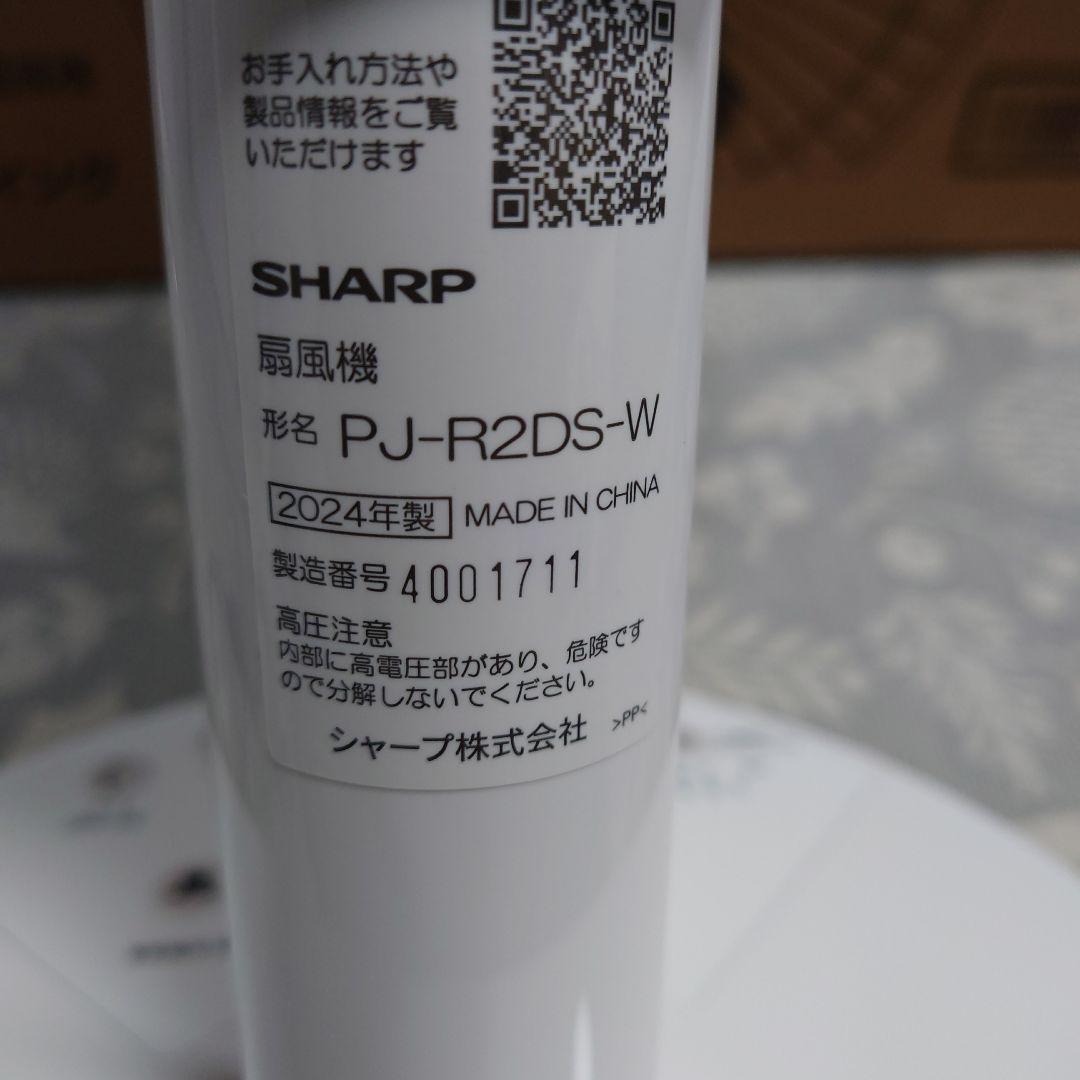 お手入れ方法や
製品情報をご覧
いただけます
SHARP
扇風機
形名 PJ-R2DS-W
2024年製 MADE IN CHINA
製造番号 4001711
高圧注意
内部に高電圧部があり、危険です
ので分解しないでください。
シャープ株式会社 >PP<